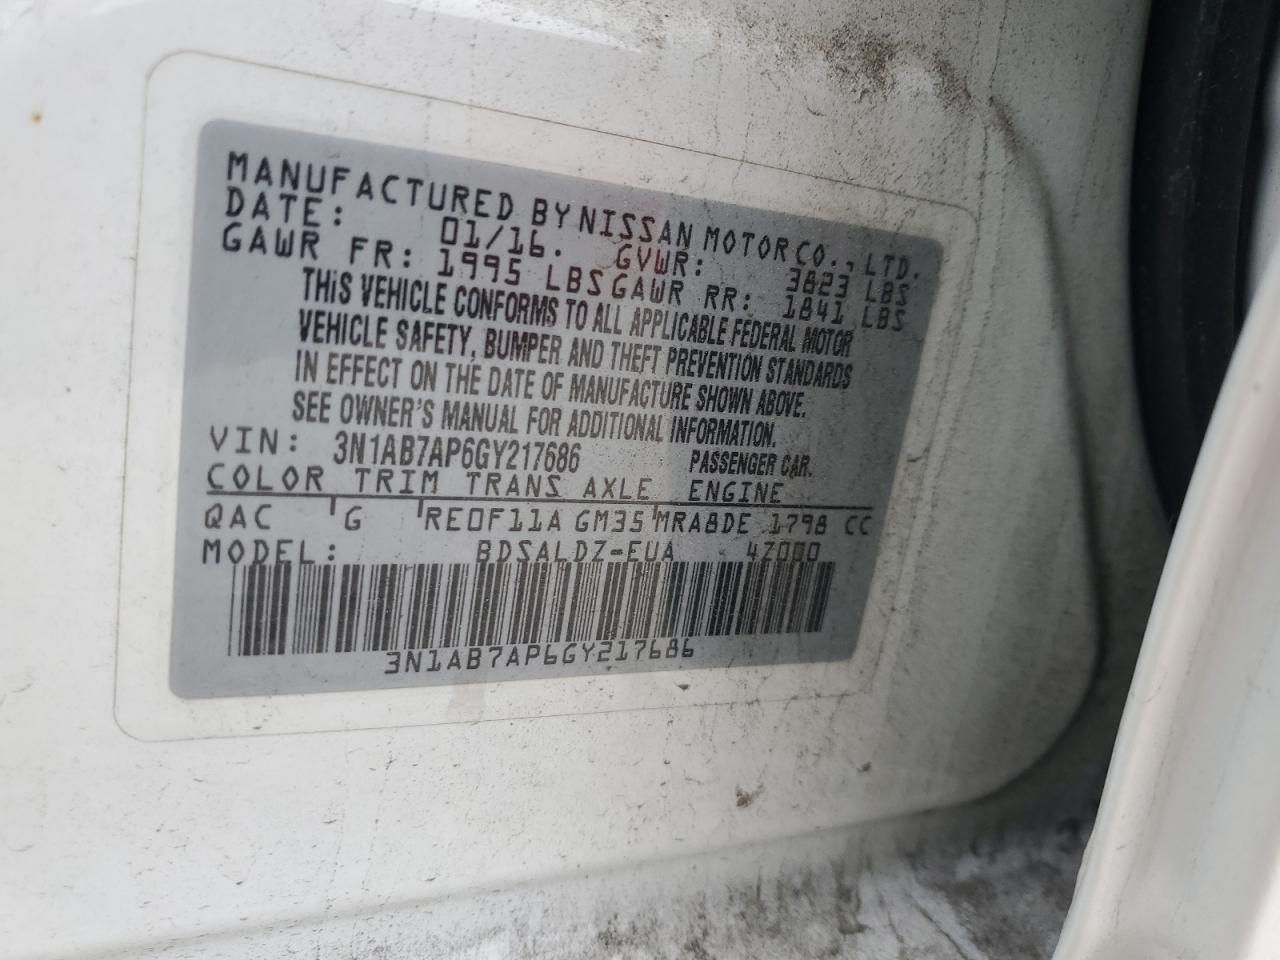 MANUFACTURED BY NISSAN MOTOR CO., LTD.
DATE: 01/16. GVWR: 3823 LBS
GAWR FR: 1995 LBS GAWR RR: 1841 LBS
THIS VEHICLE CONFORMS TO ALL APPLICABLE FEDERAL MOTOR
VEHICLE SAFETY, BUMPER AND THEFT PREVENTION STANDARDS
IN EFFECT ON THE DATE OF MANUFACTURE SHOWN ABOVE.
SEE OWNER'S MANUAL FOR ADDITIONAL INFORMATION.
VIN: 3N1AB7AP6GY217686 PASSENGER CAR.
COLOR TRIM TRANS AXLE ENGINE
QAC G RE0F11A GM35 MRA8DE 1798 CC
MODEL: BDSALDZ-EUA 4Z000
3N1AB7AP6GY217686